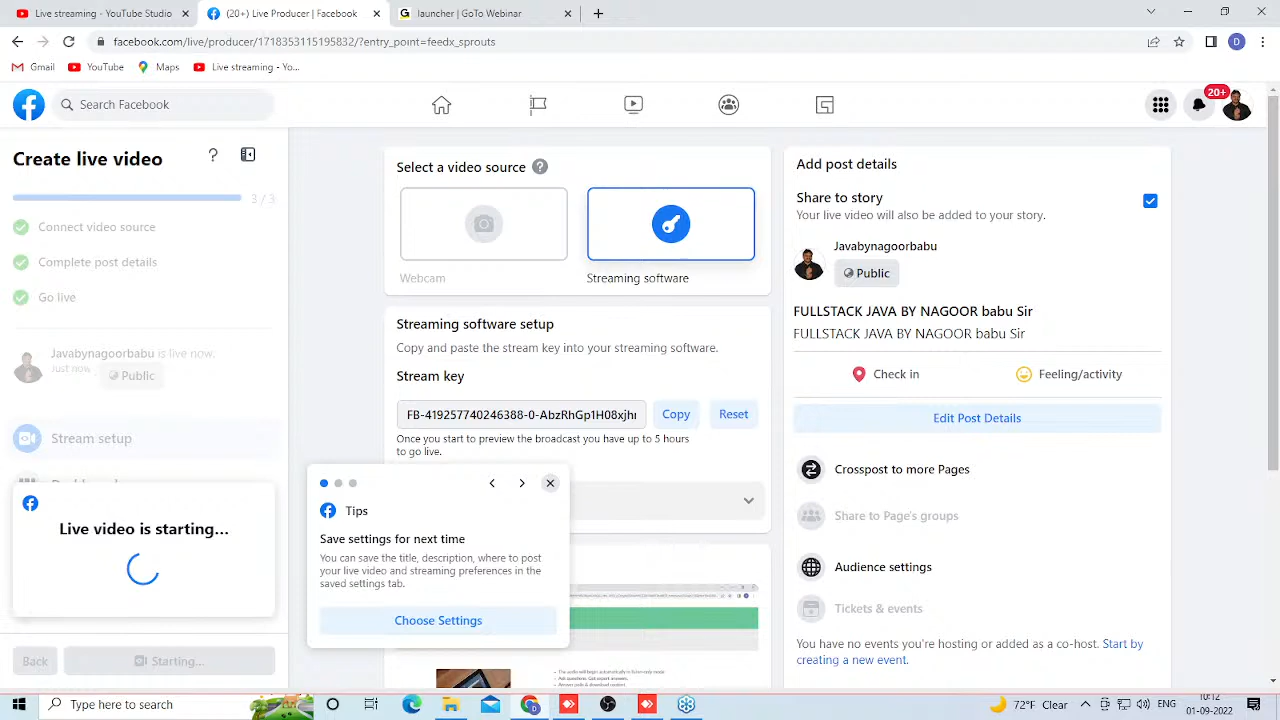 Live streaming - YouTube Studio
(20+) Live Producer | Facebook
launcher | GoTo Webinar
facebook.com/live/producer/1718353115195832/?entry_point=feedx_sprouts
D
Gmail
YouTube
Maps
Live streaming - Yo...
Search Facebook
20+
Create live video
3 / 3
Connect video source
Complete post details
Go live
Javabynagoorbabu is live now.
Just now
Public
Stream setup
Live video is starting...
Back
Starting...
Select a video source
Webcam
Streaming software
Streaming software setup
Copy and paste the stream key into your streaming software.
Stream key
FB-419257740246388-0-AbzRhGp1H08xjhu
Copy
Reset
Once you start to preview the broadcast you have up to 5 hours
to go live.
Tips
Save settings for next time
You can save the title, description, where to post
your live video and streaming preferences in the
saved settings tab.
Choose Settings
Add post details
Share to story
Your live video will also be added to your story.
Javabynagoorbabu
Public
FULLSTACK JAVA BY NAGOOR babu Sir
FULLSTACK JAVA BY NAGOOR babu Sir
Check in
Feeling/activity
Edit Post Details
Crosspost to more Pages
Share to Page's groups
Audience settings
Tickets & events
You have no events you're hosting or added as a co-host. Start by
creating a new event.
Type here to search
72°F Clear
ENG
10:12
01-09-2022